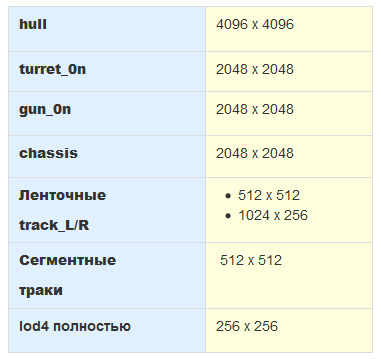 hull 4096 x 4096
turret_0n 2048 x 2048
gun_0n 2048 x 2048
chassis 2048 x 2048
Ленточные
track_L/R
• 512 x 512
• 1024 x 256
Сегментные
траки
512 x 512
lod4 полностью 256 x 256